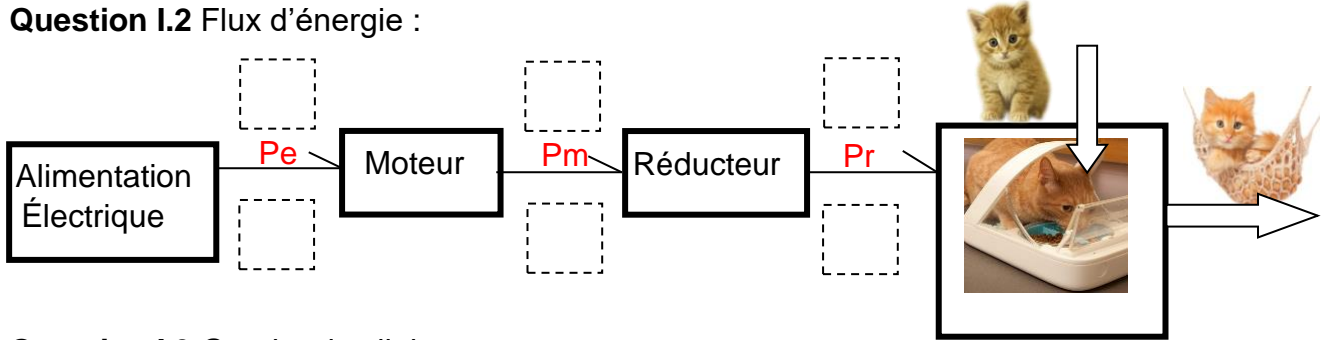 Question I.2 Flux d’énergie :
Pe
Pm
Pr
Alimentation
Électrique
Moteur
Réducteur